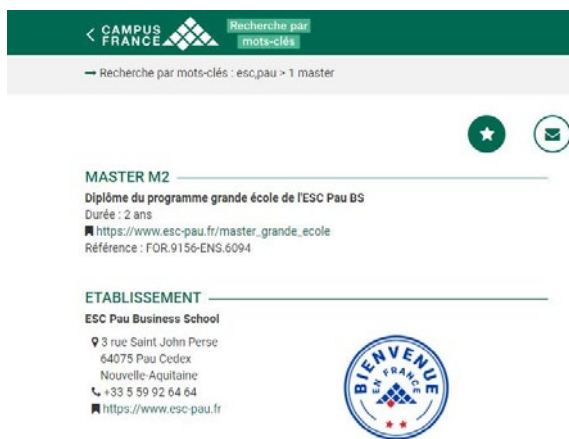 CAMPUS
FRANCE
Recherche par
mots-clés
Recherche par mots-clés : esc,pau > 1 master
MASTER M2
Diplôme du programme grande école de l'ESC Pau BS
Durée : 2 ans
https://www.esc-pau.fr/master_grande_ecole
Référence : FOR.9156-ENS.6094
ETABLISSEMENT
ESC Pau Business School
3 rue Saint John Perse
64075 Pau Cedex
Nouvelle-Aquitaine
+33 5 59 92 64 64
https://www.esc-pau.fr
BIENVENUE
EN FRANCE